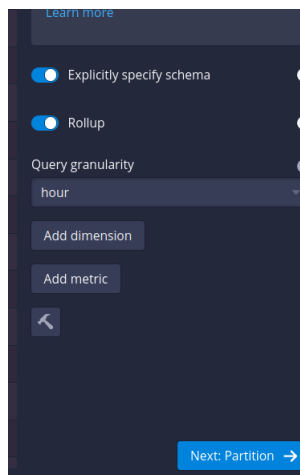 Learn more
Explicitly specify schema
Rollup
Query granularity
hour
Add dimension
Add metric
Next: Partition →